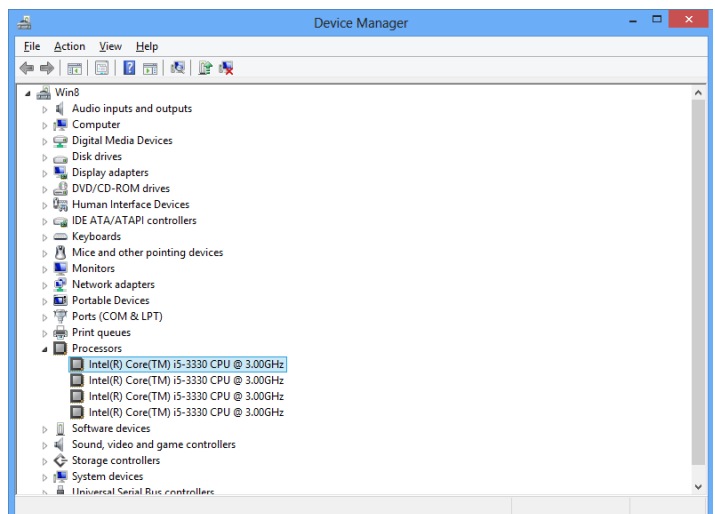 Device Manager
File Action View Help
Win8
Audio inputs and outputs
Computer
Digital Media Devices
Disk drives
Display adapters
DVD/CD-ROM drives
Human Interface Devices
IDE ATA/ATAPI controllers
Keyboards
Mice and other pointing devices
Monitors
Network adapters
Portable Devices
Ports (COM & LPT)
Print queues
Processors
Intel(R) Core(TM) i5-3330 CPU @ 3.00GHz
Intel(R) Core(TM) i5-3330 CPU @ 3.00GHz
Intel(R) Core(TM) i5-3330 CPU @ 3.00GHz
Intel(R) Core(TM) i5-3330 CPU @ 3.00GHz
Software devices
Sound, video and game controllers
Storage controllers
System devices
Universal Serial Bus controllers